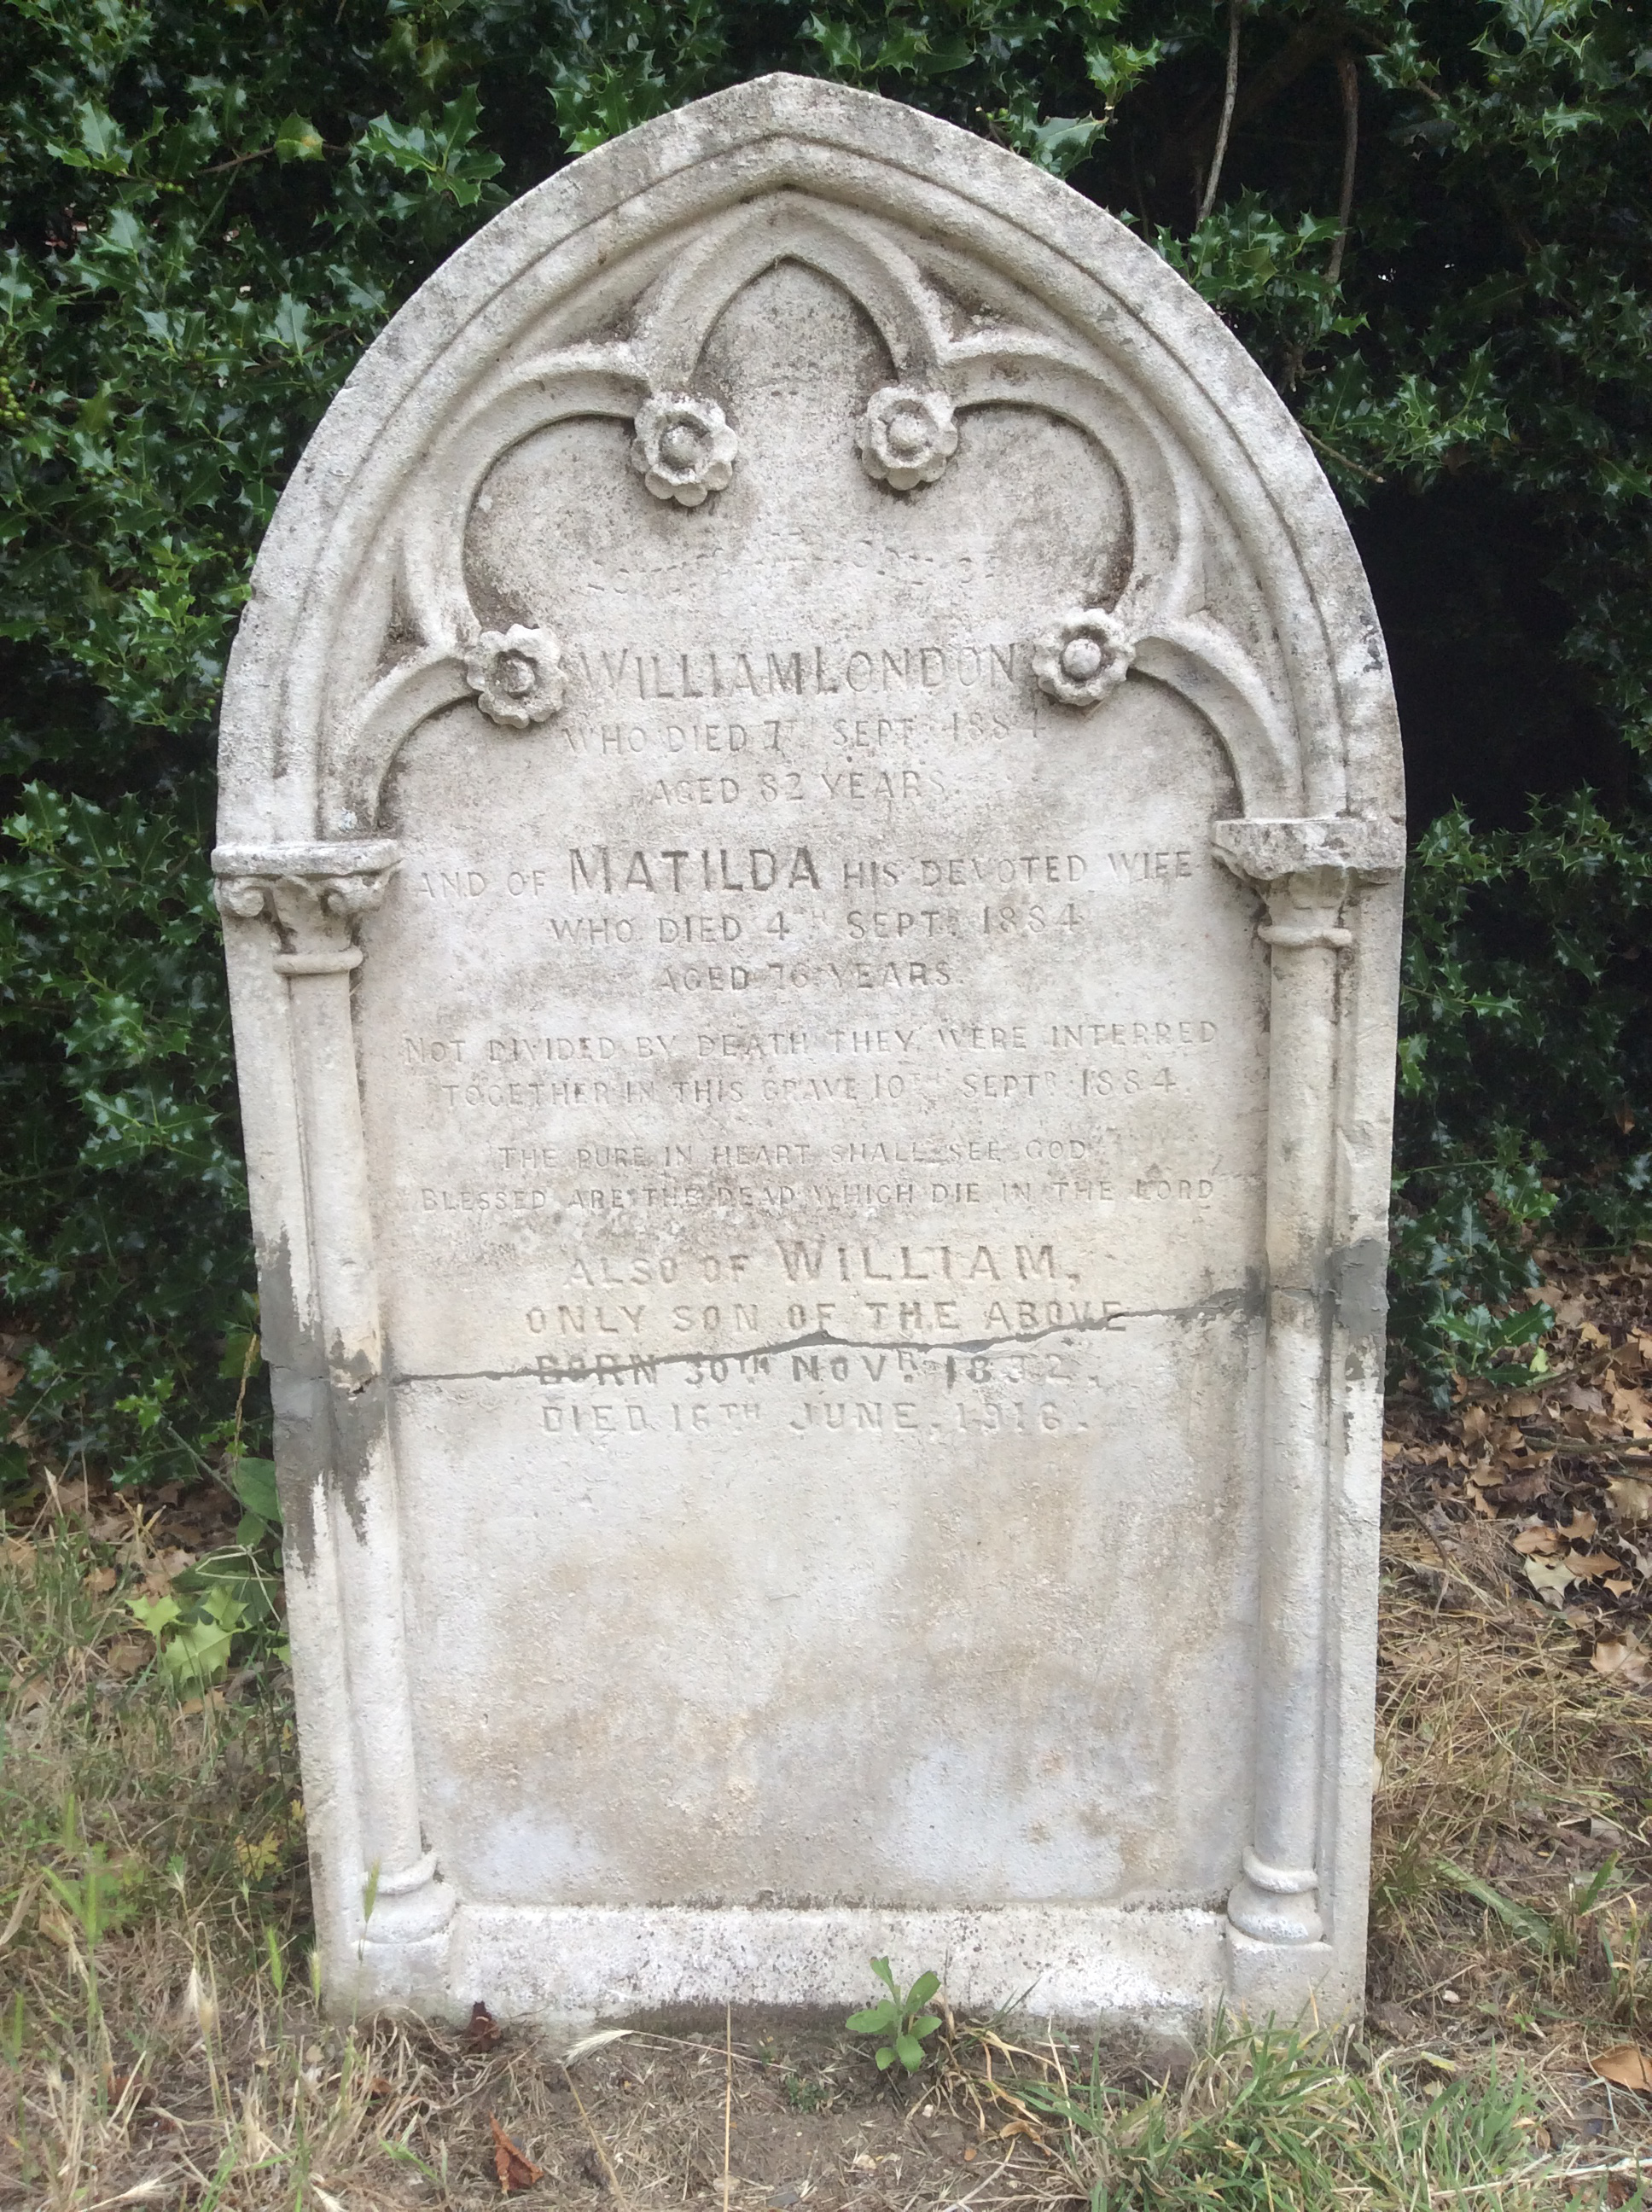 WILLIAM LONDON
WHO DIED 7TH SEPTR. 1884
AGED 82 YEARS.
AND OF MATILDA HIS DEVOTED WIFE
WHO DIED 4TH SEPTR. 1884
AGED 76 YEARS.
NOT DIVIDED BY DEATH THEY WERE INTERRED
TOGETHER IN THIS GRAVE 10TH SEPTR. 1884.
THE PURE IN HEART SHALL SEE GOD
BLESSED ARE THE DEAD WHICH DIE IN THE LORD
ALSO OF WILLIAM,
ONLY SON OF THE ABOVE
BORN 30TH NOVR. 1832.
DIED 16TH JUNE, 1916.